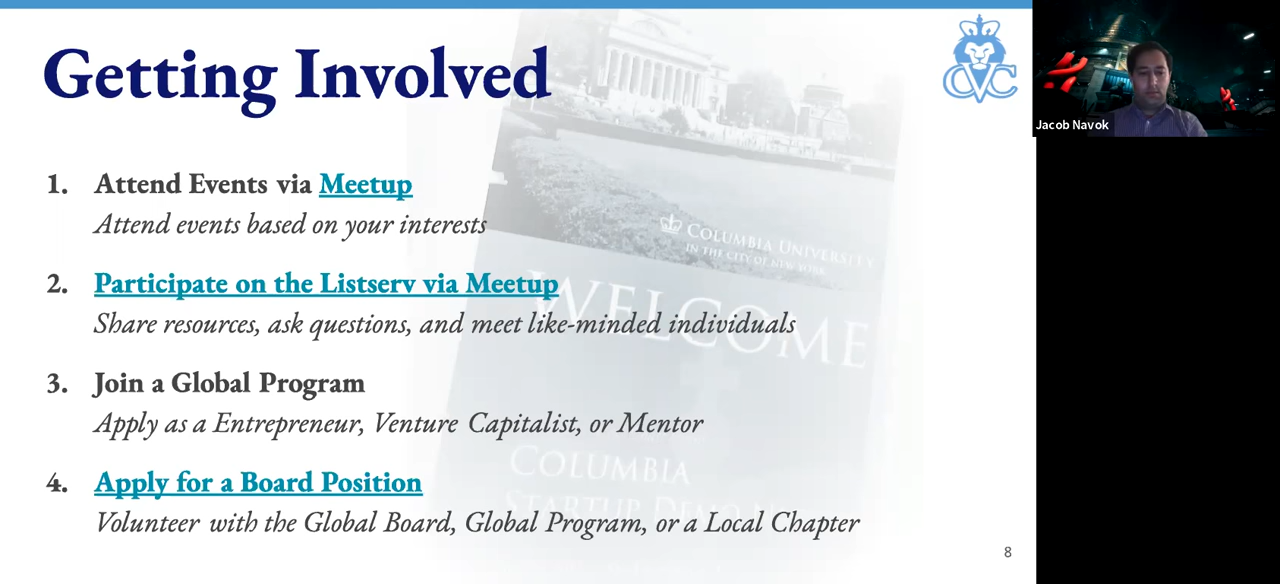 Getting Involved
CVC
Jacob Navok
1. Attend Events via Meetup
Attend events based on your interests
COLUMBIA UNIVERSITY
IN THE CITY OF NEW YORK
2. Participate on the Listserv via Meetup
WELCOME
Share resources, ask questions, and meet like-minded individuals
3. Join a Global Program
Apply as a Entrepreneur, Venture Capitalist, or Mentor
COLUMBIA
4. Apply for a Board Position
STARTUP DEMO
Volunteer with the Global Board, Global Program, or a Local Chapter
8